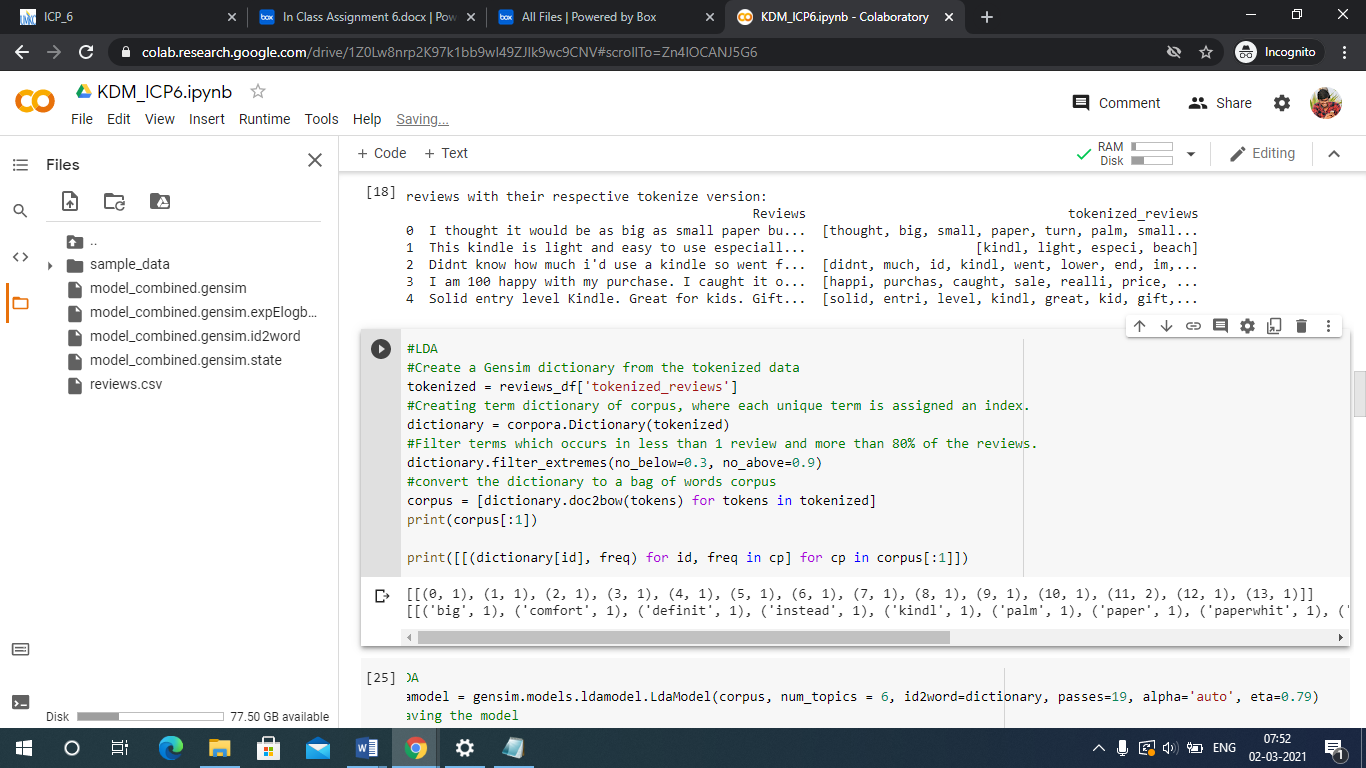 ICP_6
In Class Assignment 6.docx | Pow
All Files | Powered by Box
KDM_ICP6.ipynb - Colaboratory
colab.research.google.com/drive/1Z0Lw8nrp2K97k1bb9wI49ZJIk9wc9CNV#scrollTo=Zn4IOCANJ5G6
Incognito
KDM_ICP6.ipynb
File Edit View Insert Runtime Tools Help Saving...
Comment
Share
+ Code + Text
RAM
Disk
Editing
Files
..
sample_data
model_combined.gensim
model_combined.gensim.expElogb...
model_combined.gensim.id2word
model_combined.gensim.state
reviews.csv
Disk 77.50 GB available
[18] reviews with their respective tokenize version:
Reviews tokenized_reviews
0 I thought it would be as big as small paper bu... [thought, big, small, paper, turn, palm, small...
1 This kindle is light and easy to use especiall... [kindl, light, especi, beach]
2 Didnt know how much i'd use a kindle so went f... [didnt, much, id, kindl, went, lower, end, im,...
3 I am 100 happy with my purchase. I caught it o... [happi, purchas, caught, sale, realli, price, ...
4 Solid entry level Kindle. Great for kids. Gift... [solid, entri, level, kindl, great, kid, gift,...
#LDA
#Create a Gensim dictionary from the tokenized data
tokenized = reviews_df['tokenized_reviews']
#Creating term dictionary of corpus, where each unique term is assigned an index.
dictionary = corpora.Dictionary(tokenized)
#Filter terms which occurs in less than 1 review and more than 80% of the reviews.
dictionary.filter_extremes(no_below=0.3, no_above=0.9)
#convert the dictionary to a bag of words corpus
corpus = [dictionary.doc2bow(tokens) for tokens in tokenized]
print(corpus[:1])
print([[(dictionary[id], freq) for id, freq in cp] for cp in corpus[:1]])
[[(0, 1), (1, 1), (2, 1), (3, 1), (4, 1), (5, 1), (6, 1), (7, 1), (8, 1), (9, 1), (10, 1), (11, 2), (12, 1), (13, 1)]]
[[('big', 1), ('comfort', 1), ('definit', 1), ('instead', 1), ('kindl', 1), ('palm', 1), ('paper', 1), ('paperwhit', 1), ('
[25] DA
amodel = gensim.models.ldamodel.LdaModel(corpus, num_topics = 6, id2word=dictionary, passes=19, alpha='auto', eta=0.79)
aving the model
ENG
07:52
02-03-2021
1